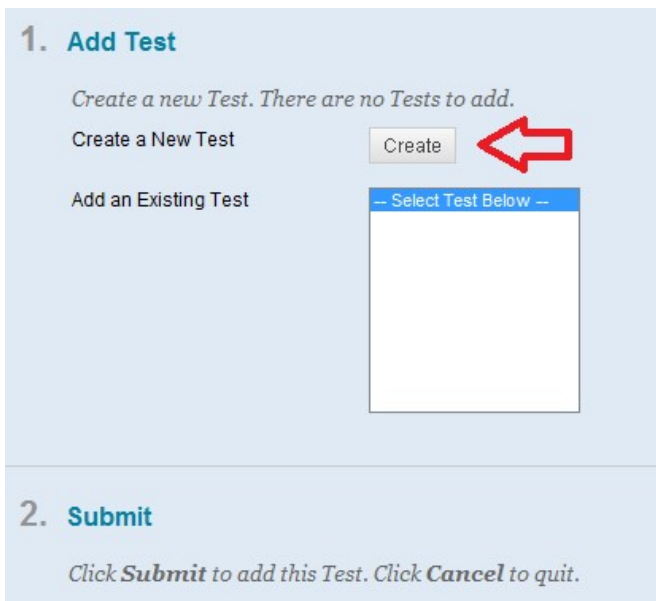 1. Add Test
Create a new Test. There are no Tests to add.
Create a New Test
Create
Add an Existing Test
-- Select Test Below --
2. Submit
Click Submit to add this Test. Click Cancel to quit.